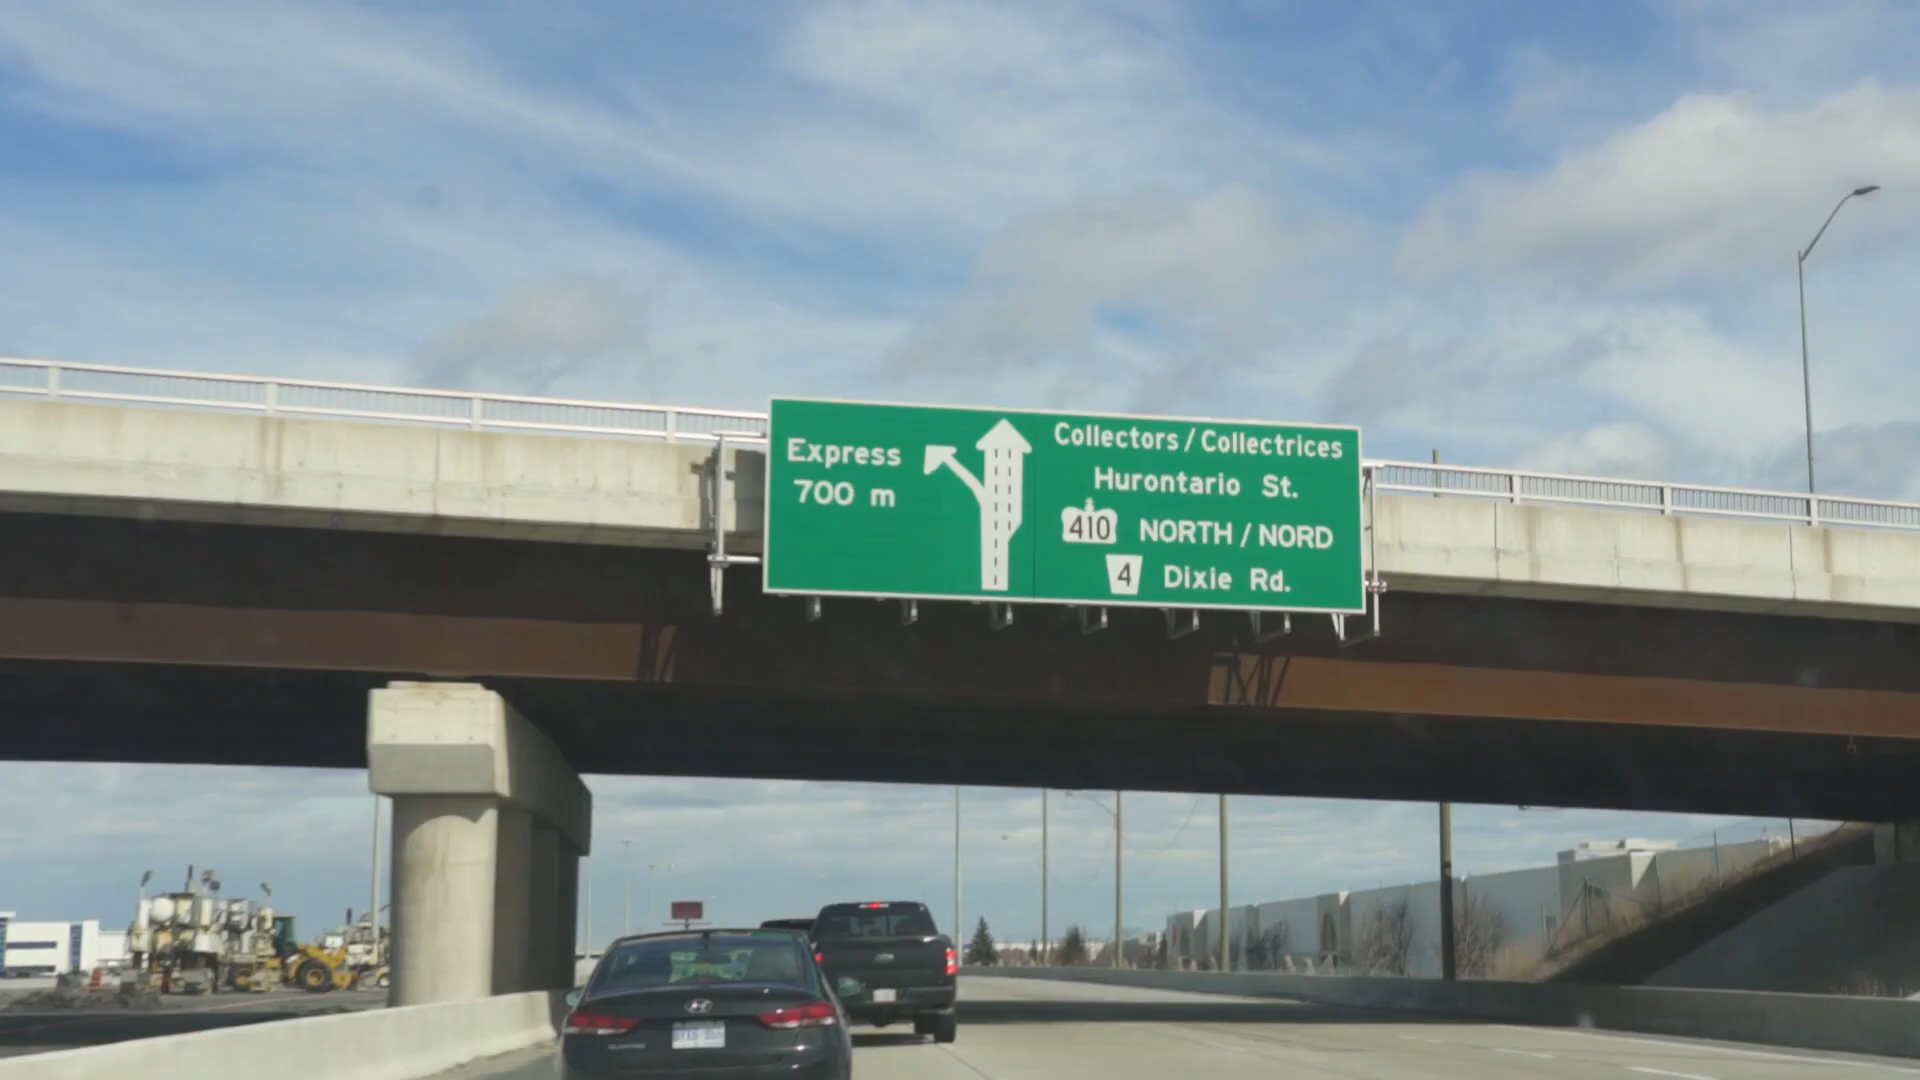 Express
700 m
Collectors / Collectrices
Hurontario St.
410 NORTH / NORD
4 Dixie Rd.